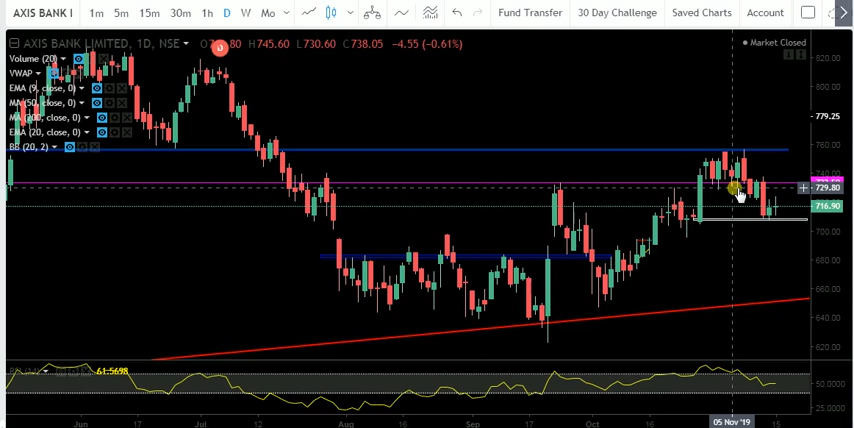 AXIS BANK I 1m 5m 15m 30m 1h D W Mo Fund Transfer 30 Day Challenge Saved Charts Account
AXIS BANK LIMITED, 1D, NSE H 745.60 L 730.60 C 738.05 -4.55 (-0.61%)
Market Closed
Volume (20)
VWAP
EMA (9, close, 0)
MA (50, close, 0)
MA (200, close, 0)
EMA (20, close, 0)
BB (20, 2)
820.00
800.00
779.25
760.00
740.00
729.80
716.90
700.00
680.00
660.00
640.00
620.00
61.5698
50.0000
25.0000
Jun 17 Jul 12 Aug 16 Sep 13 Oct 16 05 Nov '19 15